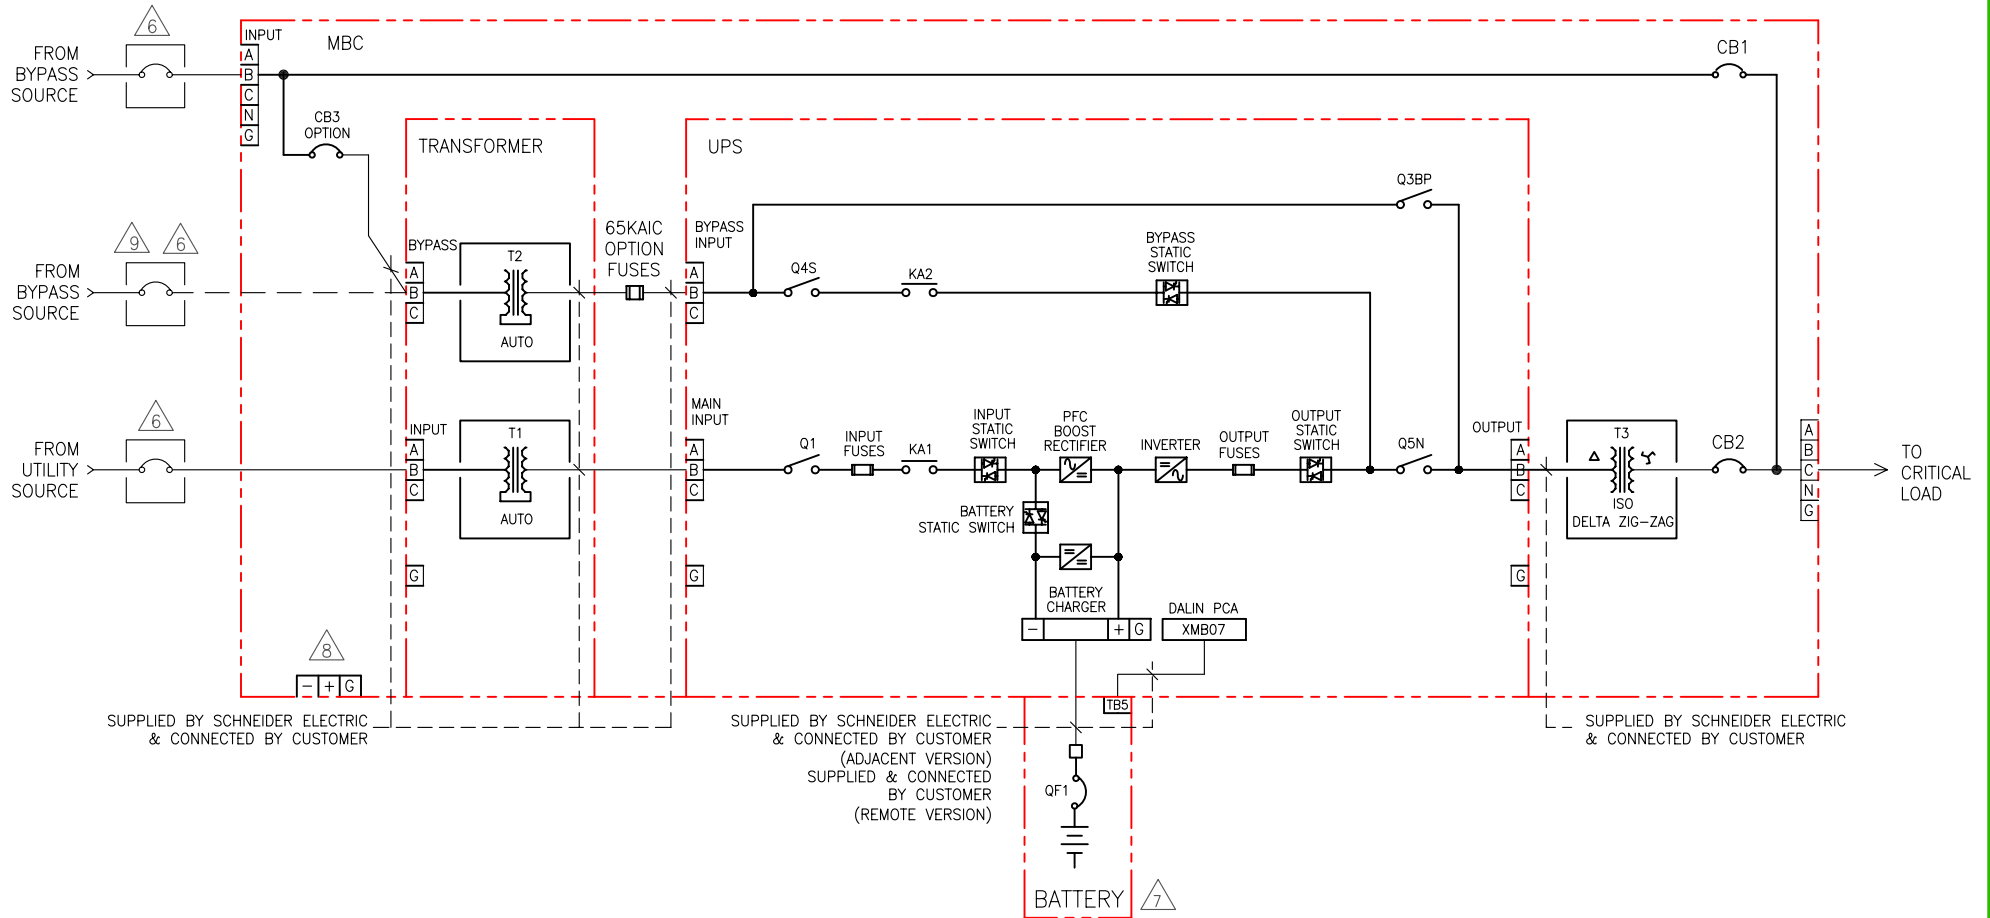 6
INPUT
MBC
FROM
BYPASS
SOURCE
A
B
C
N
G
CB1
CB3
OPTION
TRANSFORMER
UPS
Q3BP
9
6
FROM
BYPASS
SOURCE
BYPASS
A
B
C
T2
AUTO
65KAIC
OPTION
FUSES
BYPASS
INPUT
A
B
C
Q4S
KA2
BYPASS
STATIC
SWITCH
6
FROM
UTILITY
SOURCE
INPUT
A
B
C
T1
AUTO
MAIN
INPUT
A
B
C
Q1
INPUT
FUSES
KA1
INPUT
STATIC
SWITCH
PFC
BOOST
RECTIFIER
INVERTER
OUTPUT
FUSES
OUTPUT
STATIC
SWITCH
Q5N
OUTPUT
A
B
C
T3
ISO
DELTA ZIG-ZAG
CB2
A
B
C
N
G
TO
CRITICAL
LOAD
BATTERY
STATIC SWITCH
G
G
G
BATTERY
CHARGER
- + G
DALIN PCA
XMB07
8
- + G
TB5
SUPPLIED BY SCHNEIDER ELECTRIC
& CONNECTED BY CUSTOMER
SUPPLIED BY SCHNEIDER ELECTRIC
& CONNECTED BY CUSTOMER
(ADJACENT VERSION)
SUPPLIED & CONNECTED
BY CUSTOMER
(REMOTE VERSION)
SUPPLIED BY SCHNEIDER ELECTRIC
& CONNECTED BY CUSTOMER
QF1
BATTERY
7